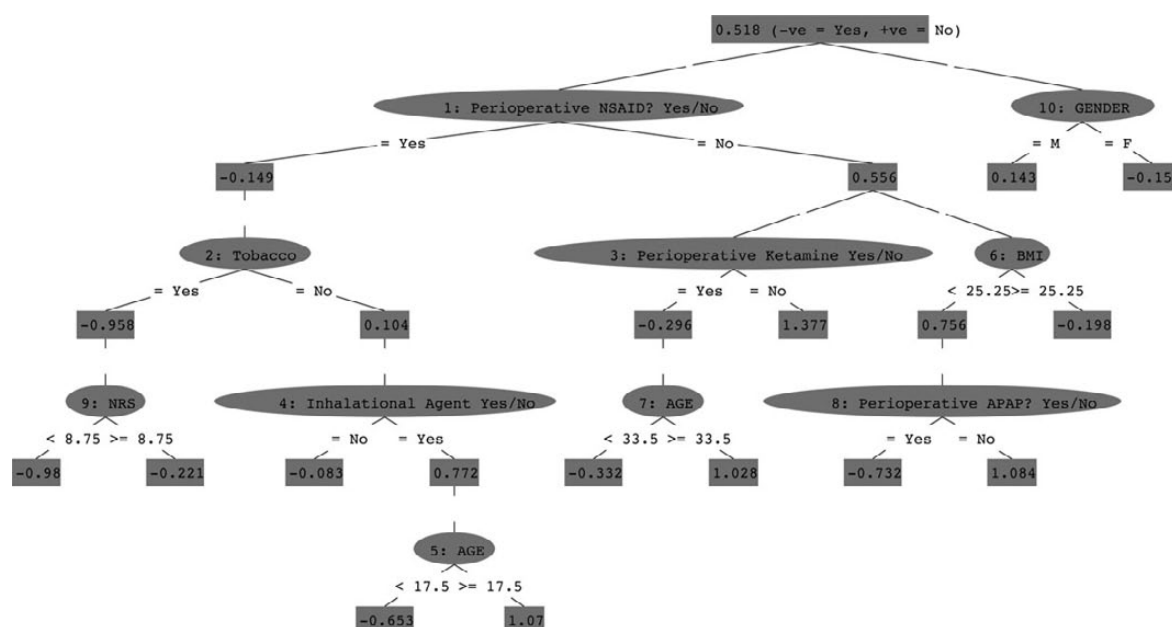 0.518 (-ve = Yes, +ve = No)
1: Perioperative NSAID? Yes/No
10: GENDER
= Yes
= No
= M
= F
-0.149
0.556
0.143
-0.15
2: Tobacco
3: Perioperative Ketamine Yes/No
6: BMI
= Yes
= No
= Yes
= No
< 25.25
>= 25.25
-0.958
0.104
-0.296
1.377
0.756
-0.198
9: NRS
4: Inhalational Agent Yes/No
7: AGE
8: Perioperative APAP? Yes/No
< 8.75
>= 8.75
= No
= Yes
< 33.5
>= 33.5
= Yes
= No
-0.98
-0.221
-0.083
0.772
-0.332
1.028
-0.732
1.084
5: AGE
< 17.5
>= 17.5
-0.653
1.07